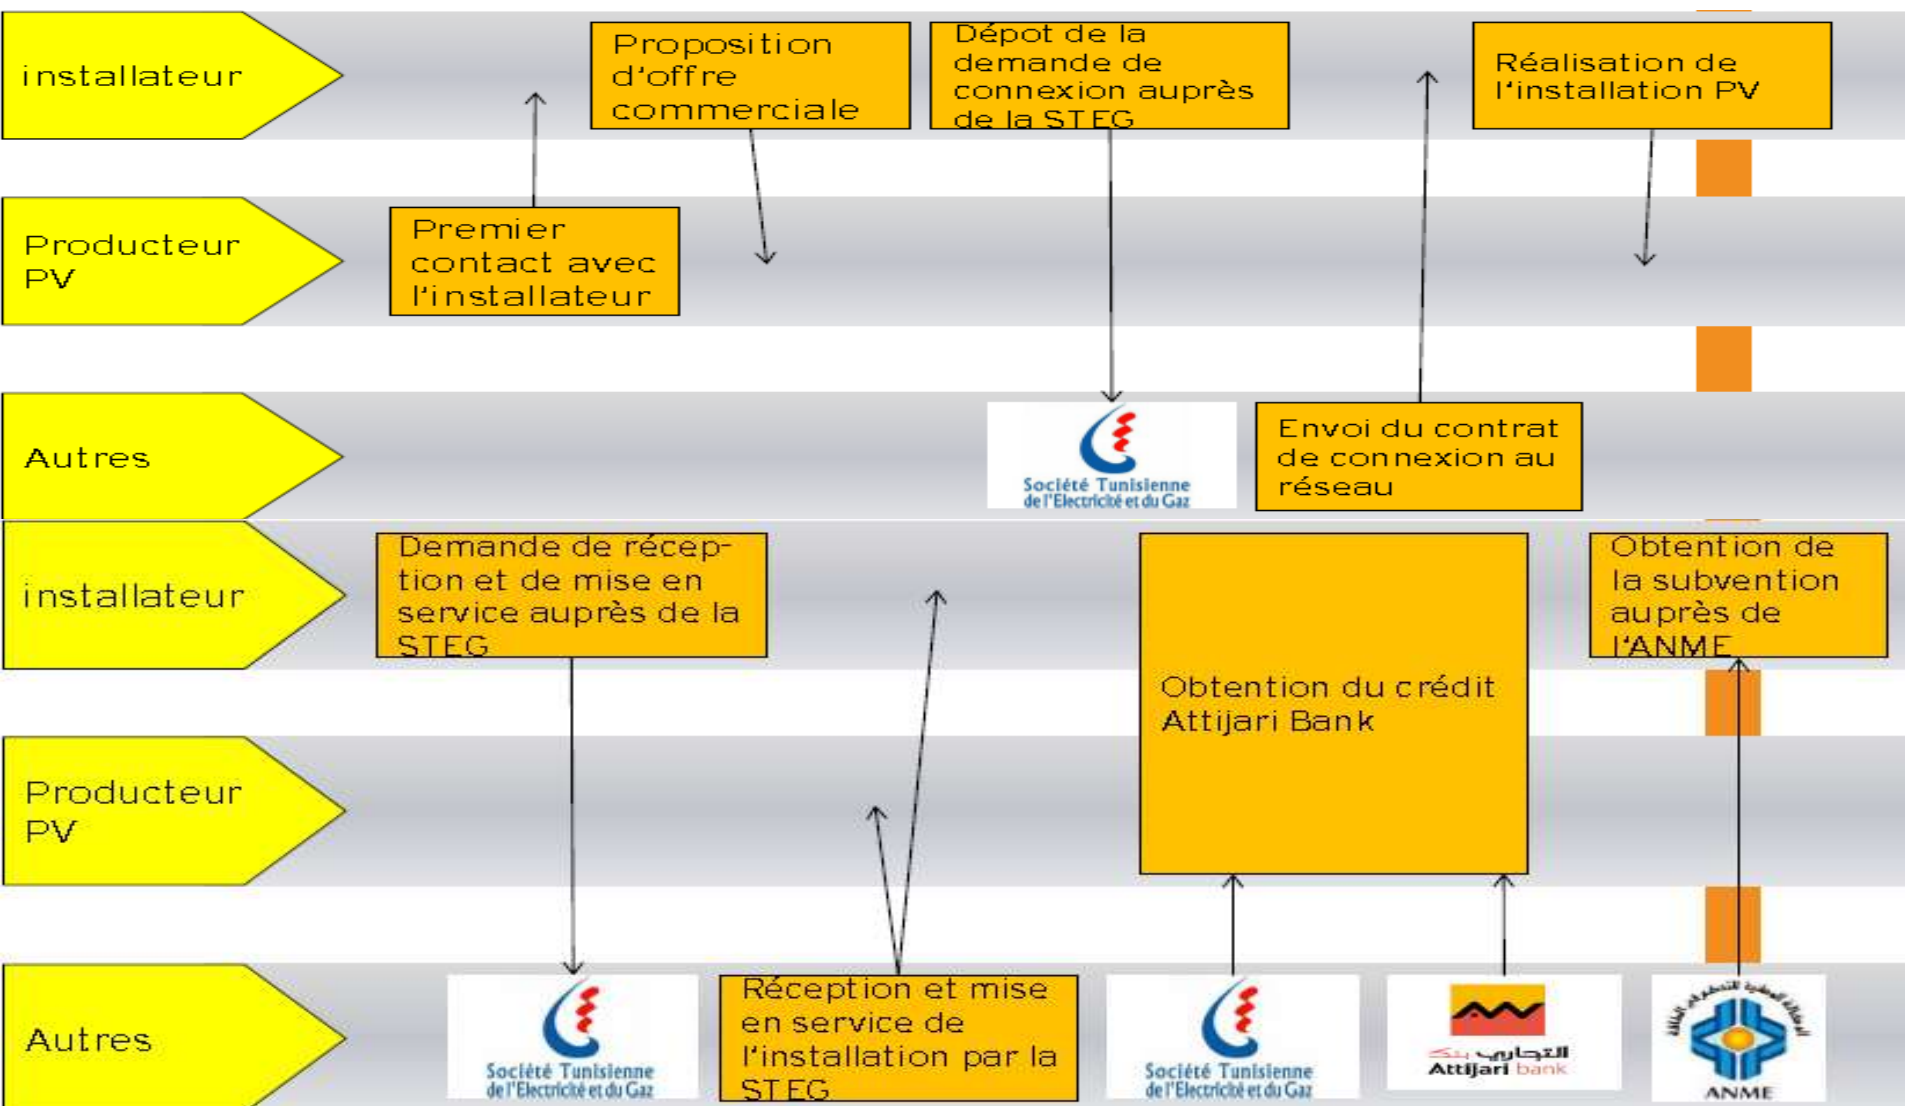 installateur
Proposition
d'offre
commerciale
Dépot de la
demande de
connexion auprès
de la STEG
Réalisation de
l'installation PV
Producteur
PV
Premier
contact avec
l'installateur
Autres
Société Tunisienne
de l'Electricité et du Gaz
Envoi du contrat
de connexion au
réseau
installateur
Demande de récep-
tion et de mise en
service auprès de la
STEG
Obtention du crédit
Attijari Bank
Obtention de
la subvention
auprès de
l'ANME
Producteur
PV
Autres
Société Tunisienne
de l'Electricité et du Gaz
Réception et mise
en service de
l'installation par la
STEG
Société Tunisienne
de l'Electricité et du Gaz
التجاري بنك
Attijari bank
الوكالة الوطنية للتحكم في الطاقة
ANME